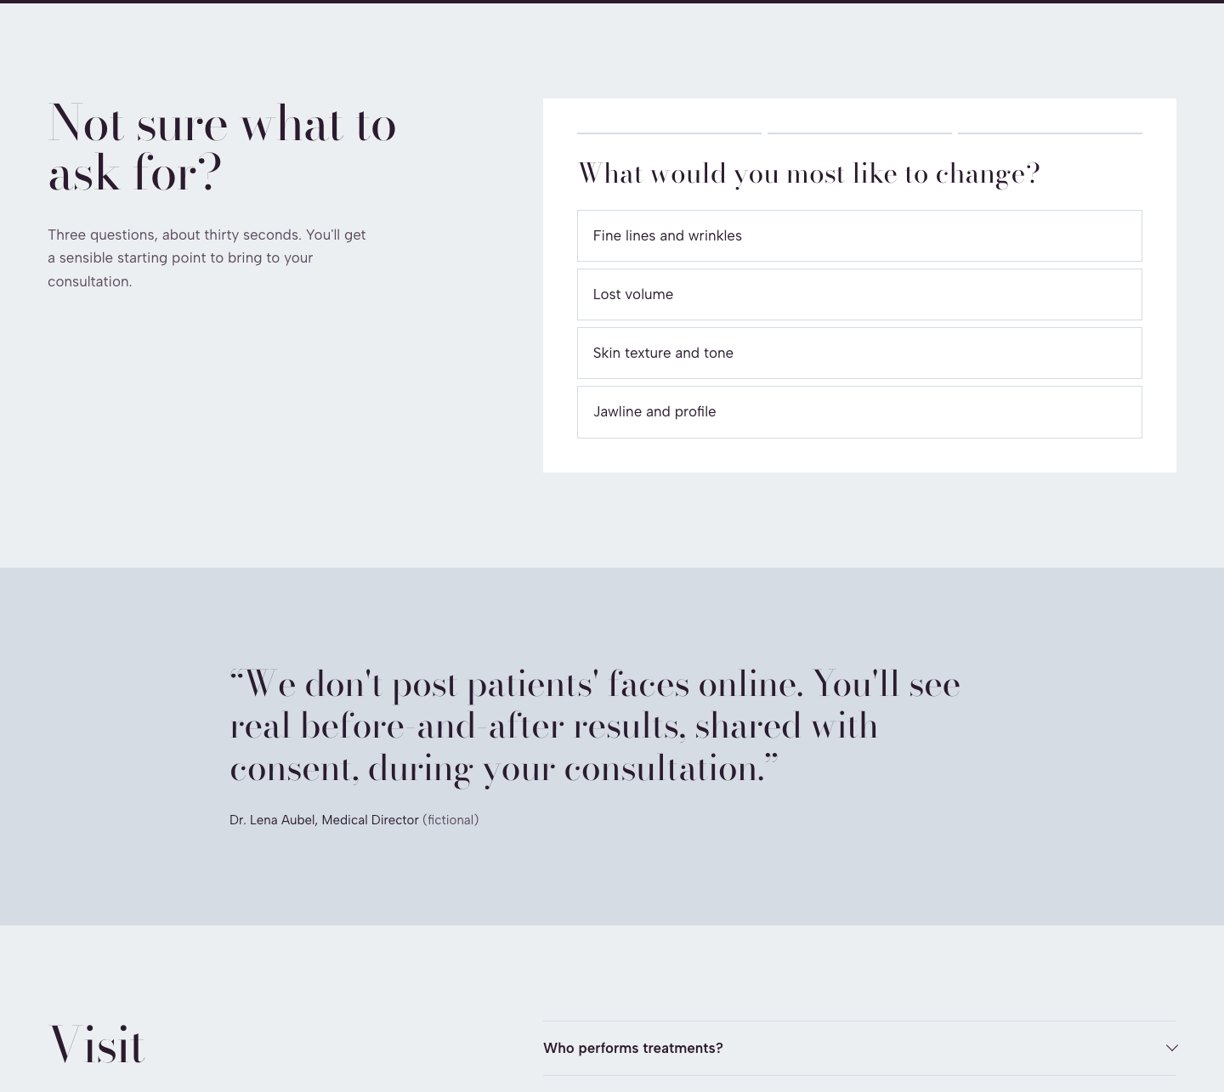 Not sure what to
ask for?
Three questions, about thirty seconds. You'll get
a sensible starting point to bring to your
consultation.
What would you most like to change?
Fine lines and wrinkles
Lost volume
Skin texture and tone
Jawline and profile
“We don't post patients' faces online. You'll see
real before-and-after results, shared with
consent, during your consultation.”
Dr. Lena Aubel, Medical Director (fictional)
Visit
Who performs treatments?